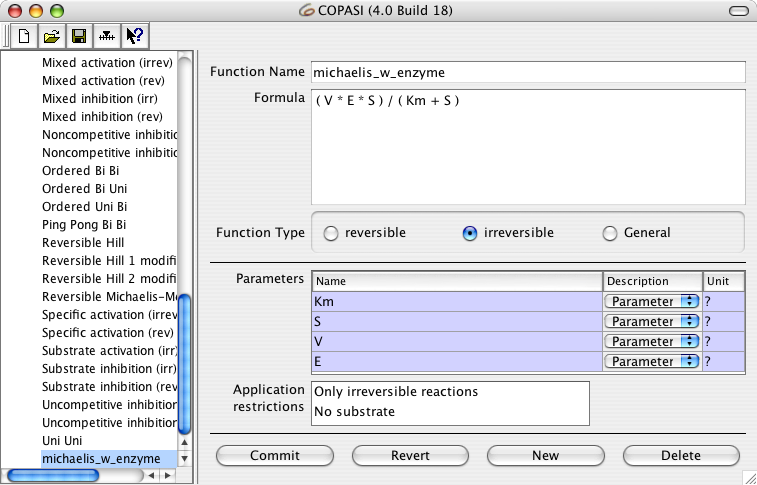 COPASI (4.0 Build 18)
Mixed activation (irrev)
Mixed activation (rev)
Mixed inhibition (irr)
Mixed inhibition (rev)
Noncompetitive inhibitio
Noncompetitive inhibitic
Ordered Bi Bi
Ordered Bi Uni
Ordered Uni Bi
Ping Pong Bi Bi
Reversible Hill
Reversible Hill 1 modifi
Reversible Hill 2 modifi
Reversible Michaelis-Me
Specific activation (irrev
Specific activation (rev)
Substrate activation (irr)
Substrate inhibition (irr)
Substrate inhibition (rev
Uncompetitive inhibition
Uncompetitive inhibition
Uni Uni
michaelis_w_enzyme
Function Name michaelis_w_enzyme
Formula ( V * E * S ) / ( Km + S )
Function Type reversible irreversible General
Parameters Name Description Unit
Km Parameter ?
S Parameter ?
V Parameter ?
E Parameter ?
Application restrictions
Only irreversible reactions
No substrate
Commit Revert New Delete